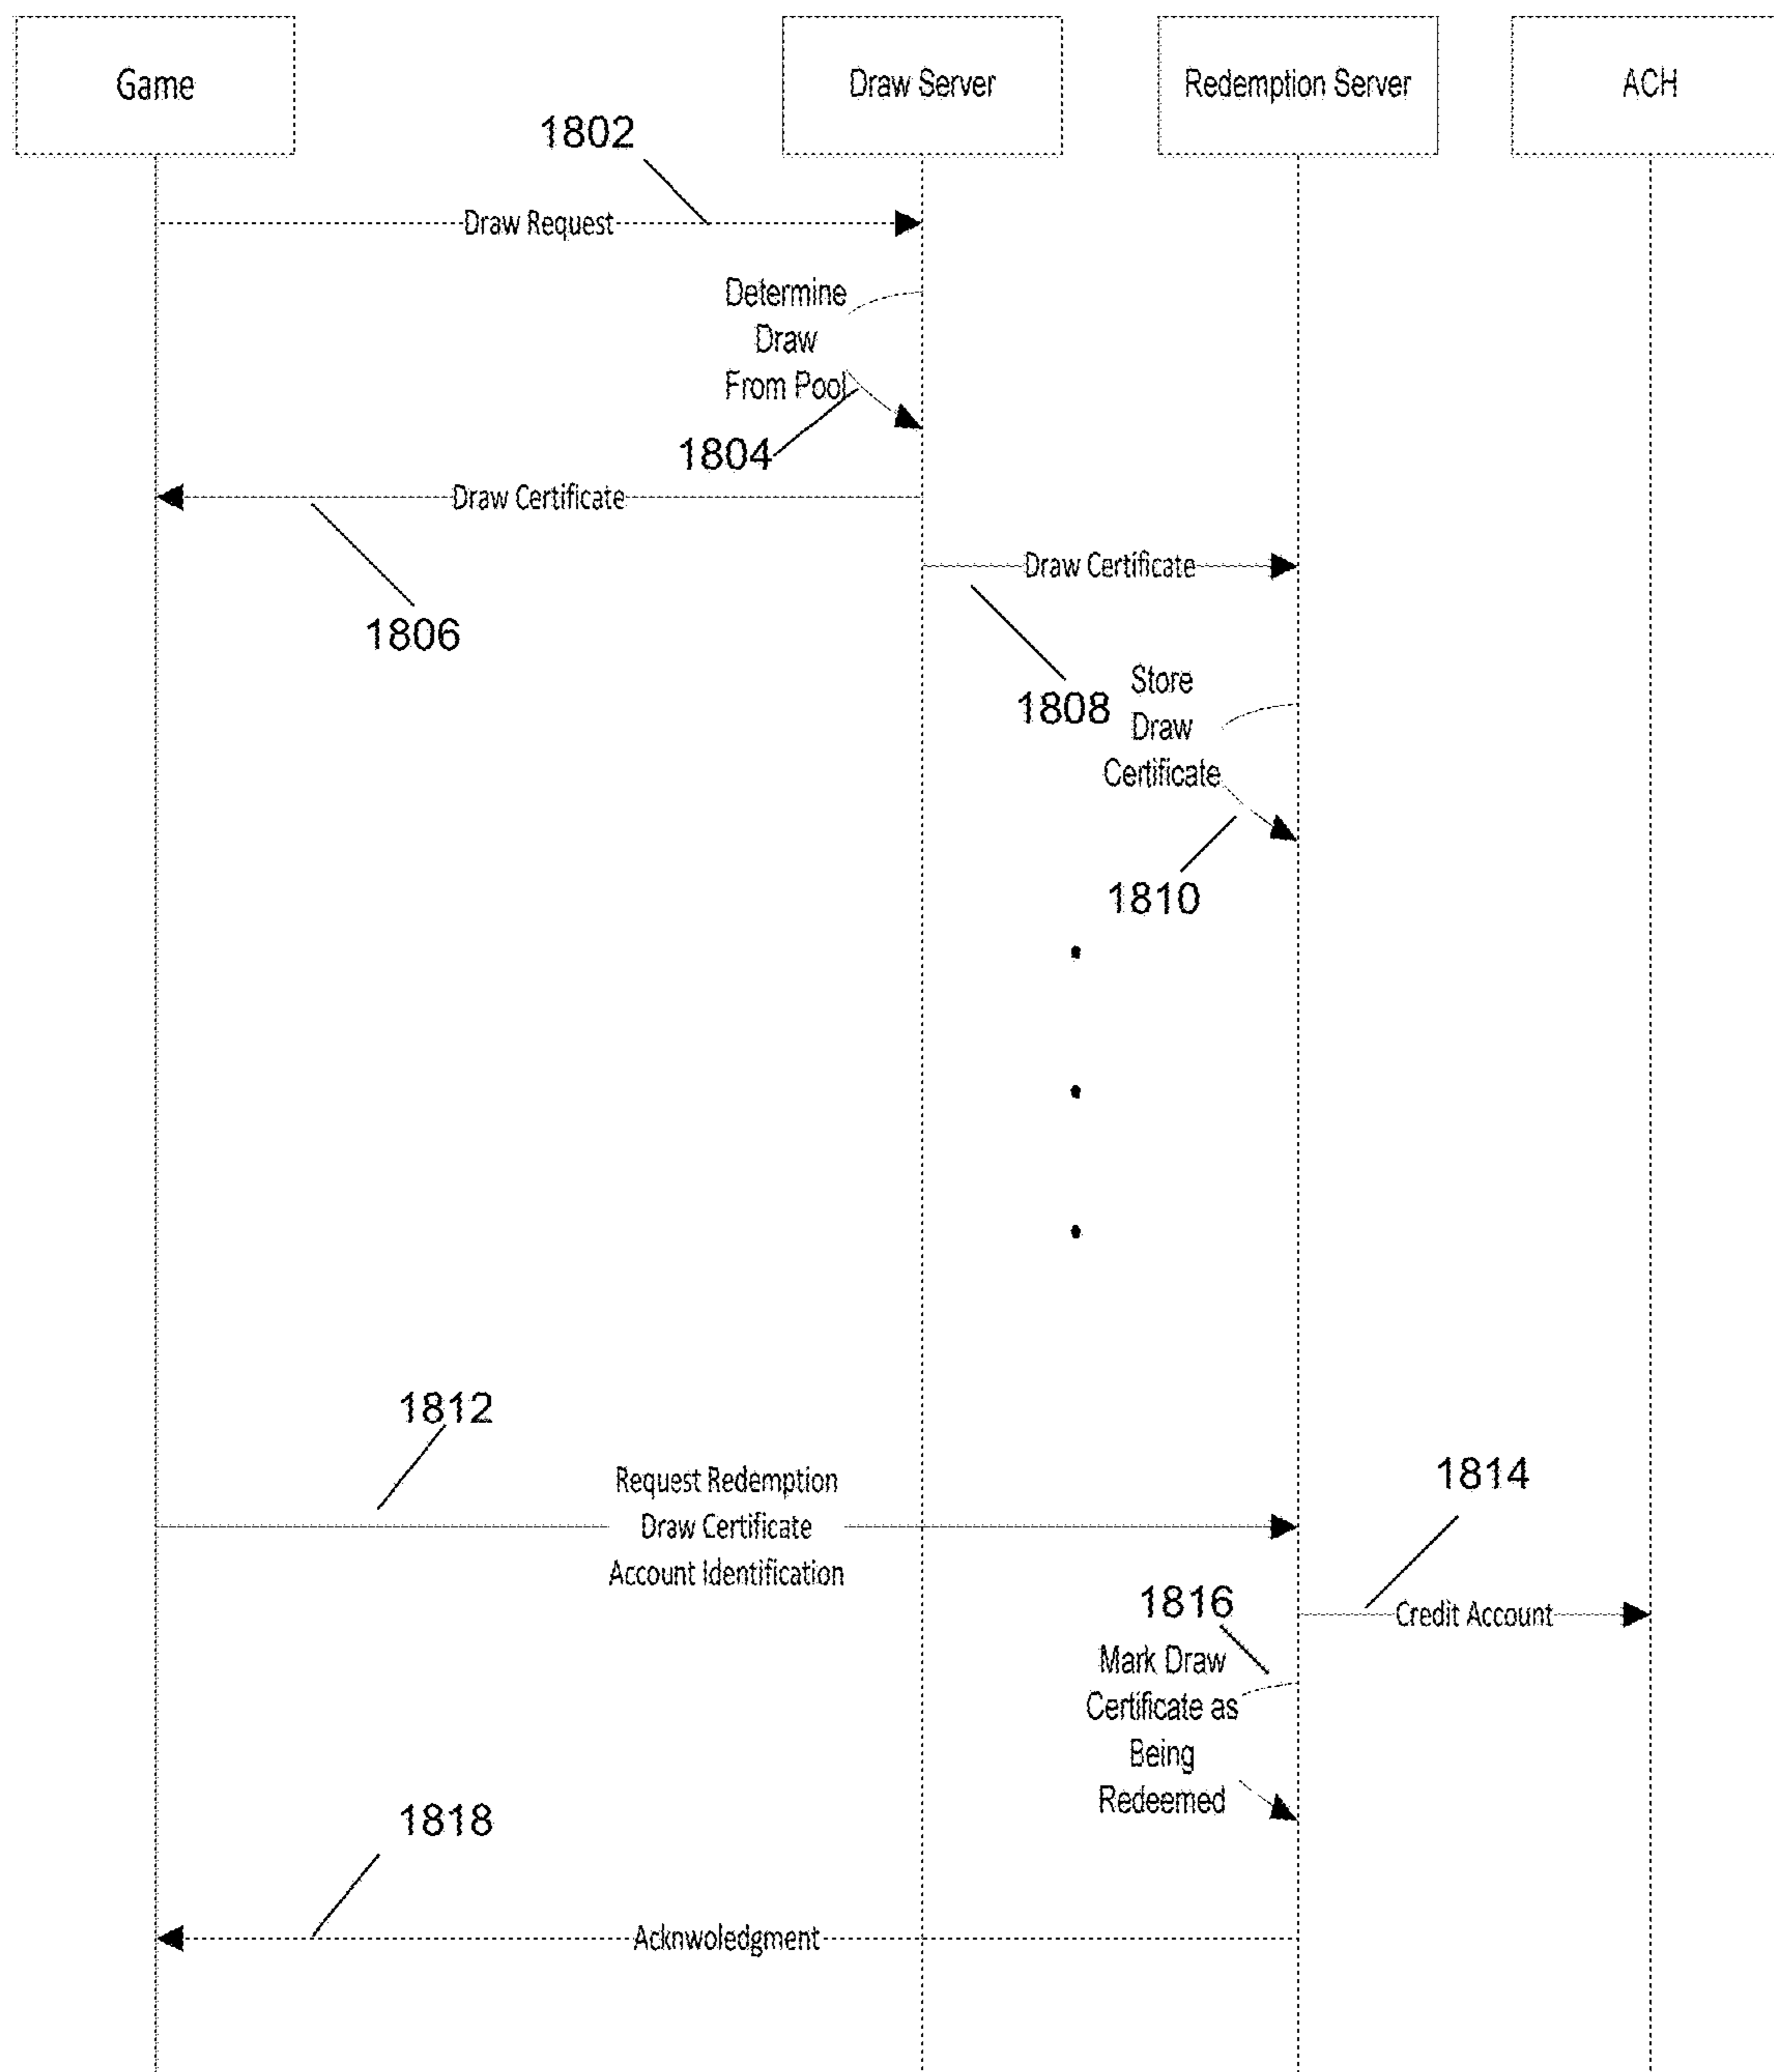 Game
Draw Server
Redemption Server
ACH
1802
Draw Request
Determine
Draw
From Pool
1804
Draw Certificate
Draw Certificate
1806
1808
Store
Draw
Certificate
1810
1812
Request Redemption
Draw Certificate
Account Identification
1814
Credit Account
1816
Mark Draw
Certificate as
Being
Redeemed
1818
Acknwoledgment